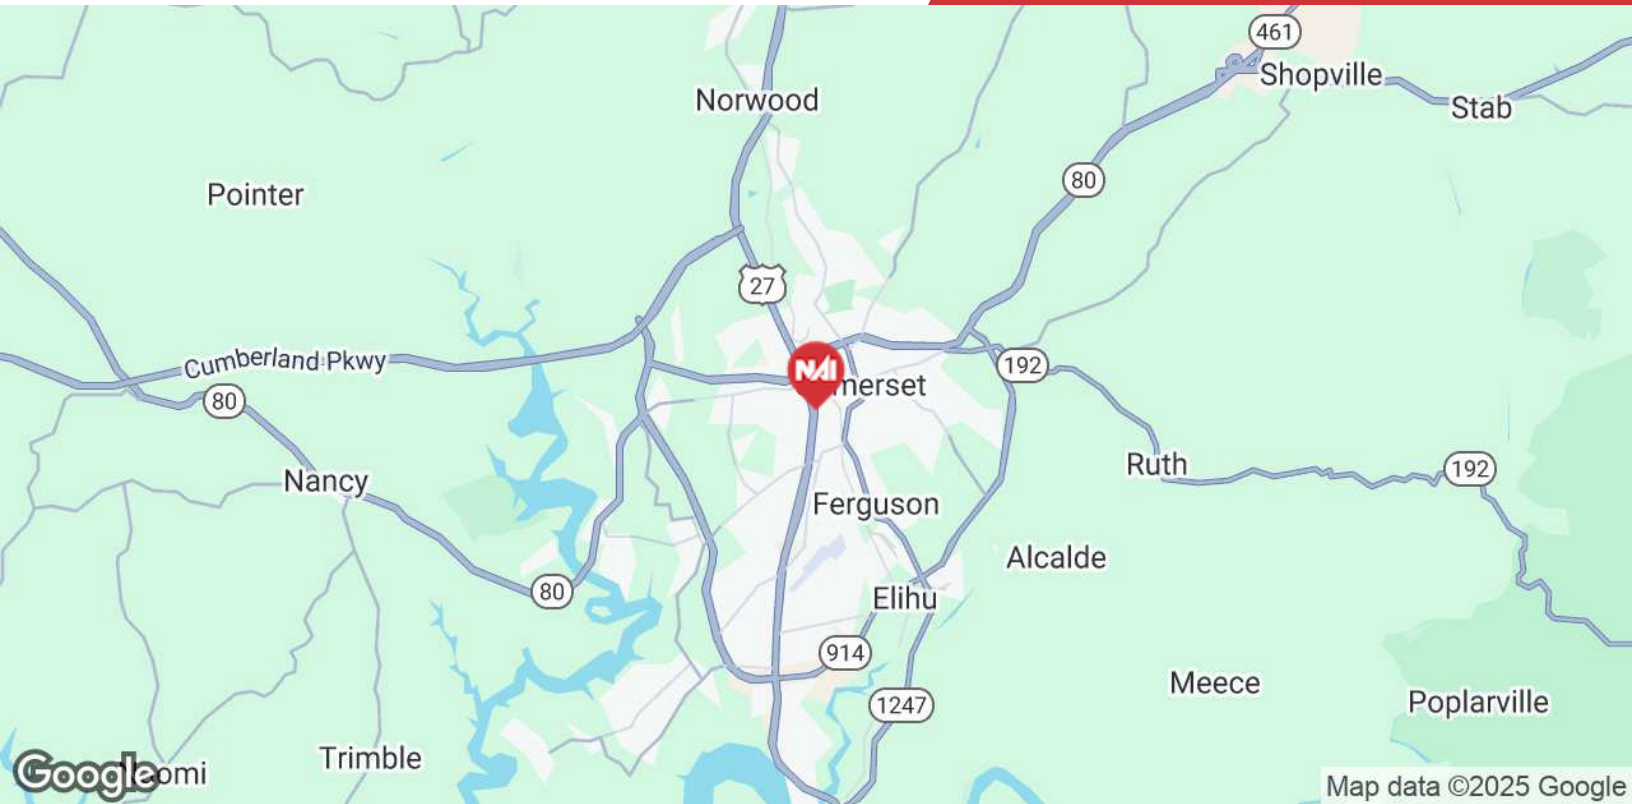 461
Shopville
Norwood
Stab
80
Pointer
27
Cumberland Pkwy
NAI
merset
192
80
Ruth
192
Nancy
Ferguson
Alcalde
80
Elihu
914
Meece
1247
Poplarville
Trimble
Google
omi
Map data ©2025 Google